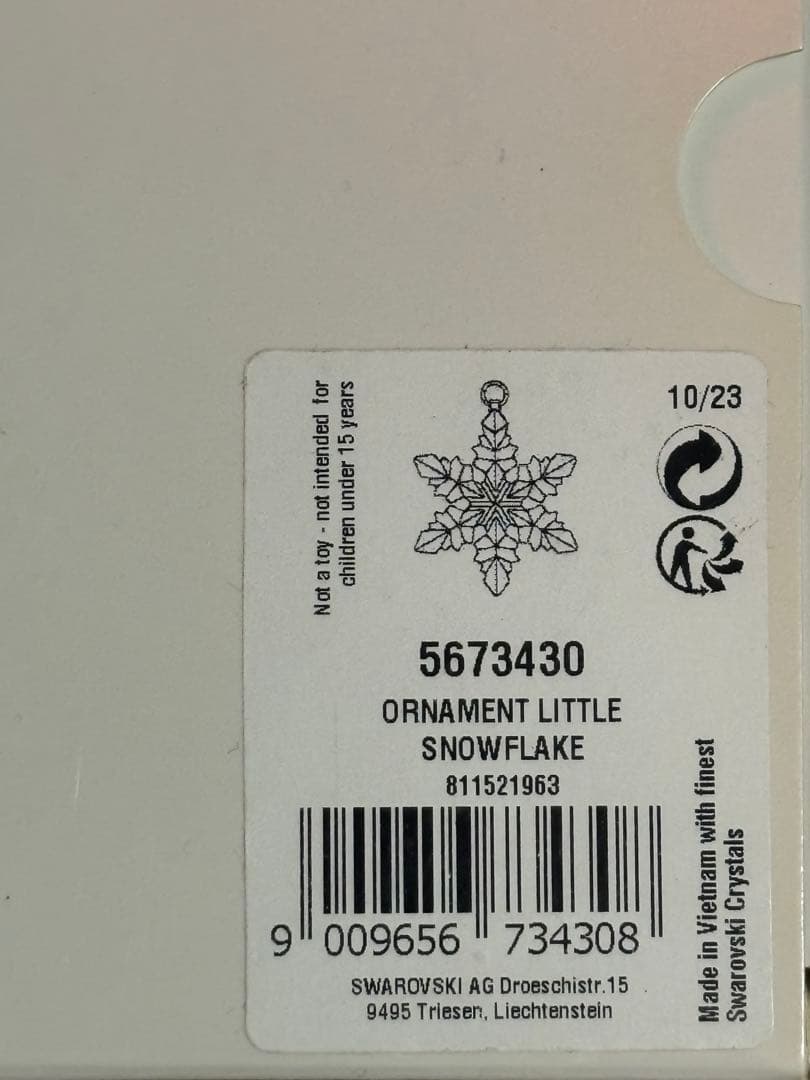 Not a toy - not intended for
children under 15 years
10/23
5673430
ORNAMENT LITTLE
SNOWFLAKE
811521963
9 009656 734308
SWAROVSKI AG Droeschistr.15
9495 Triesen, Liechtenstein
Made in Vietnam with finest
Swarovski Crystals